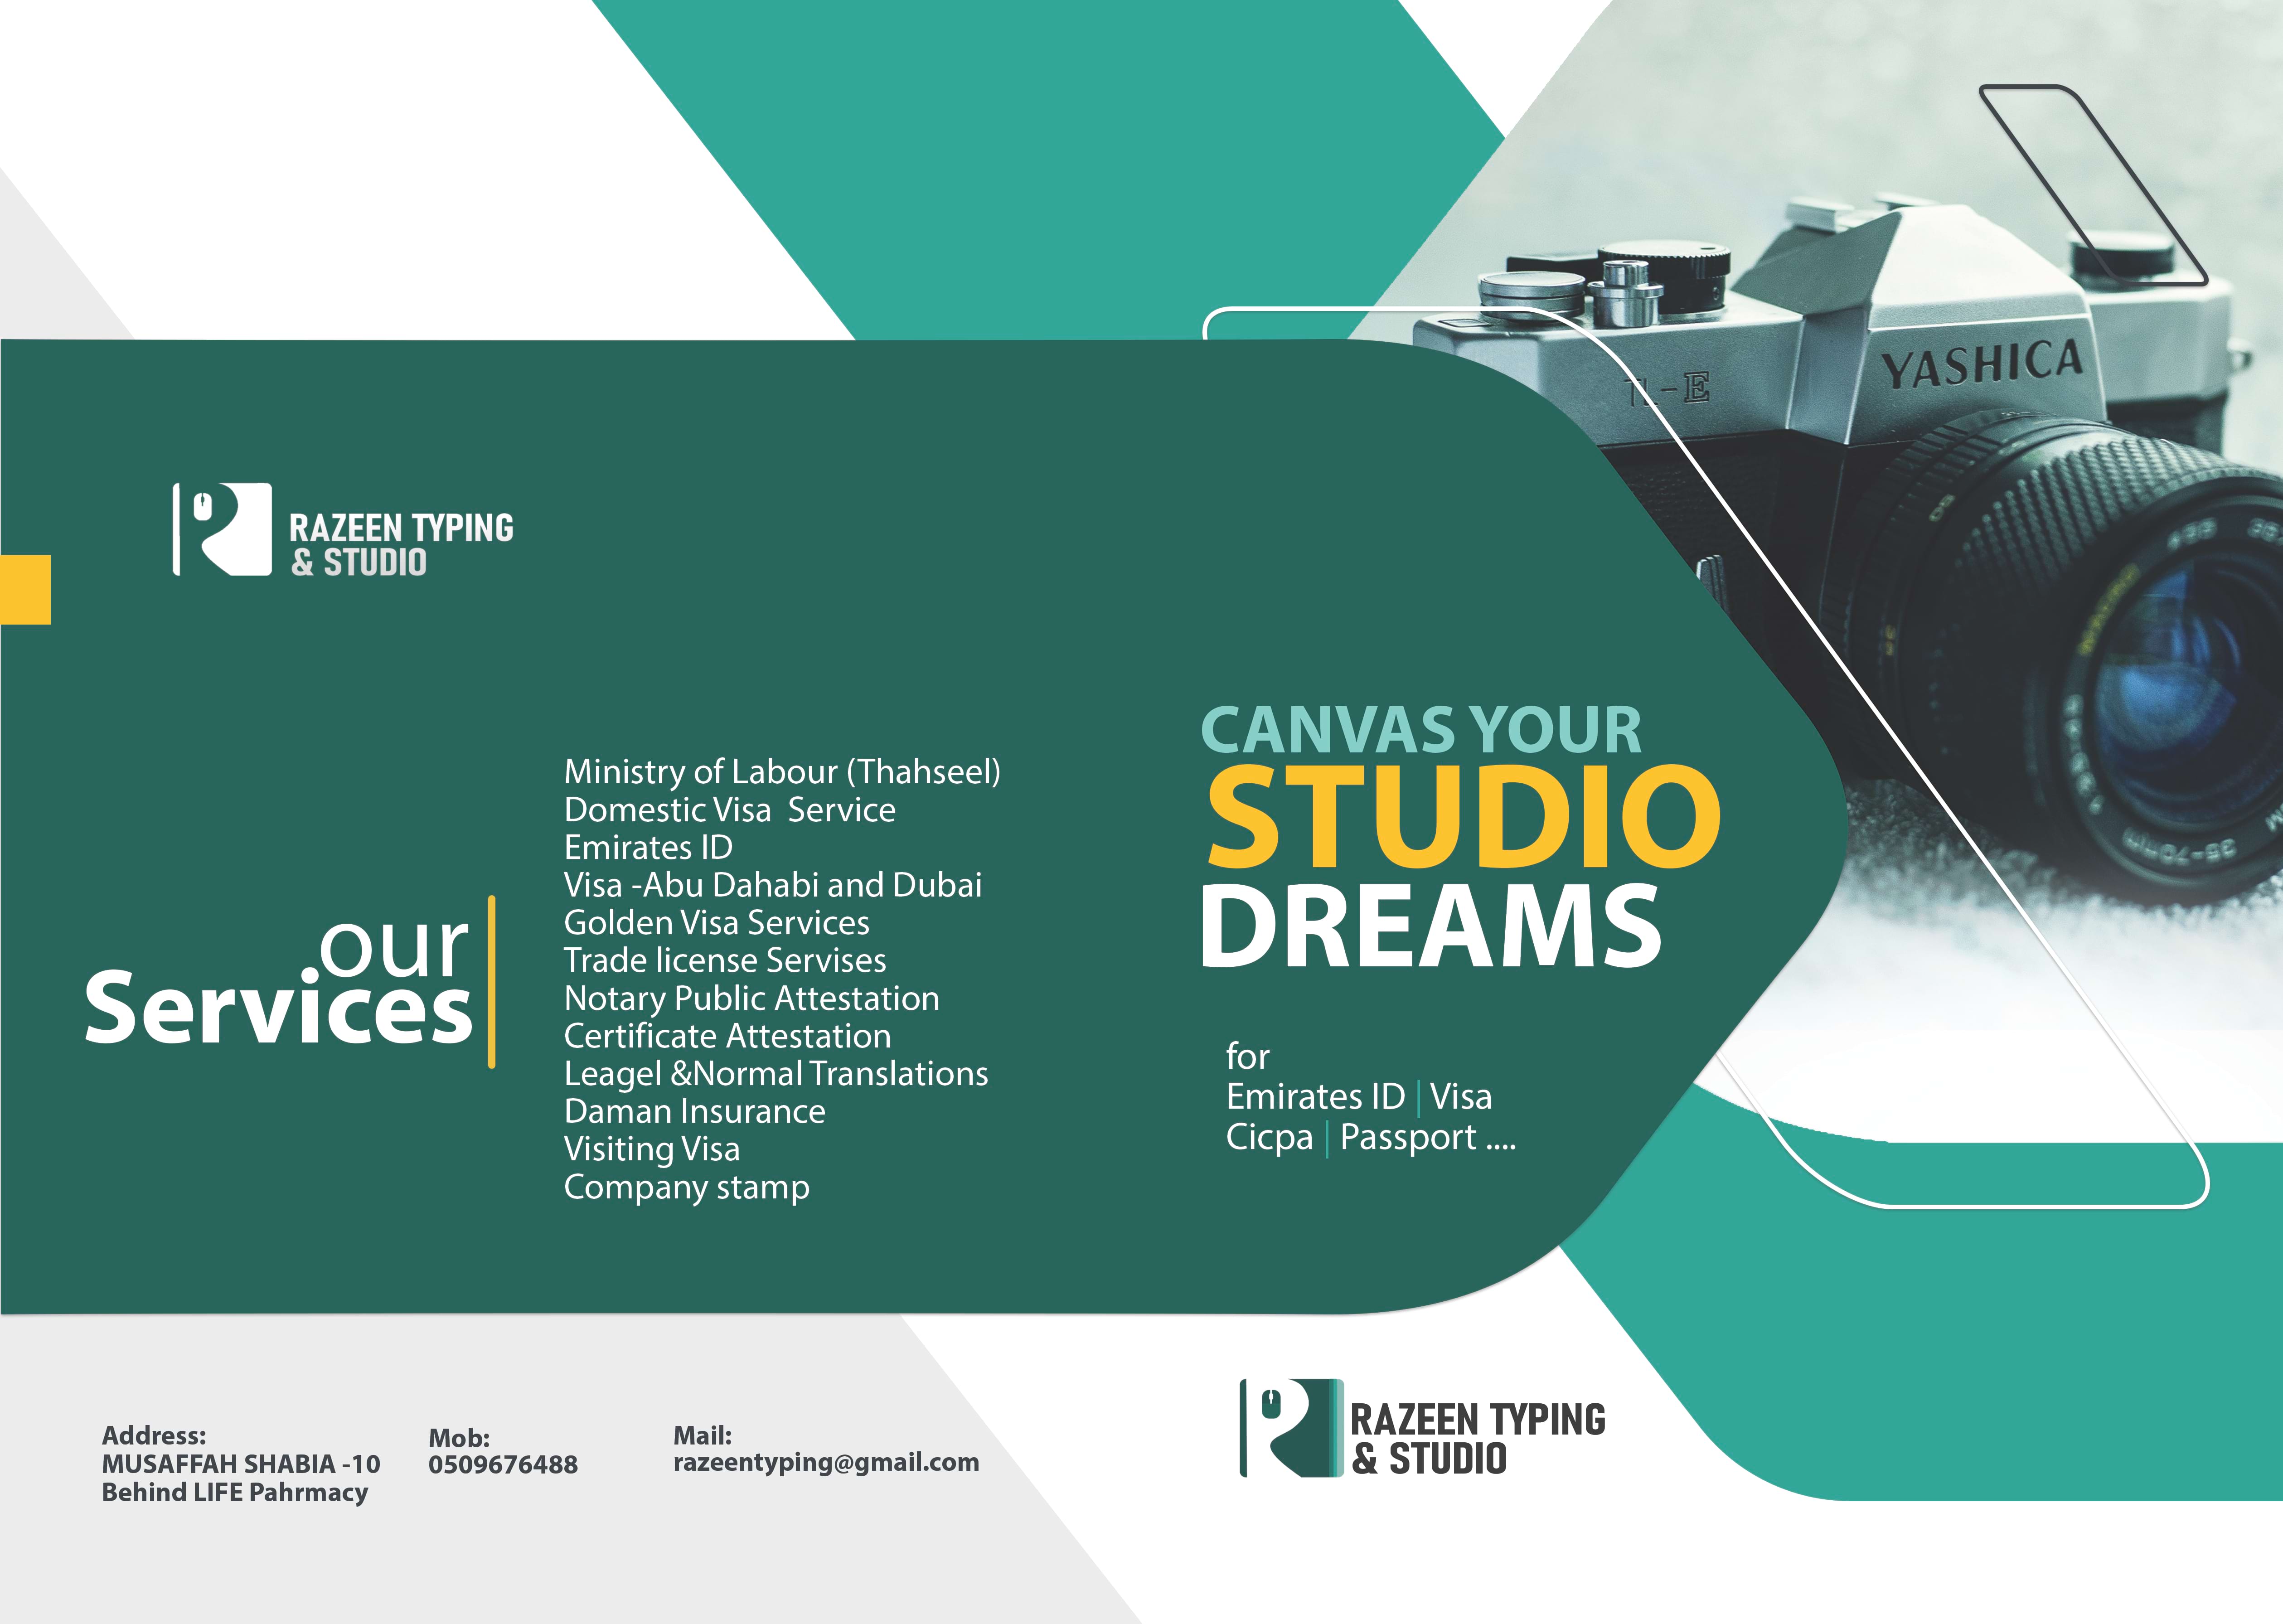 RAZEEN TYPING
& STUDIO
our
Services
Ministry of Labour (Thahseel)
Domestic Visa  Service
Emirates ID
Visa -Abu Dahabi and Dubai
Golden Visa Services
Trade license Servises
Notary Public Attestation
Certificate Attestation
Leagel &Normal Translations
Daman Insurance
Visiting Visa
Company stamp
Address:
MUSAFFAH SHABIA -10
Behind LIFE Pahrmacy
Mob:
0509676488
Mail:
razeentyping@gmail.com
YASHICA
TL-E
35-70mm
CANVAS YOUR
STUDIO
DREAMS
for
Emirates ID | Visa
Cicpa | Passport ....
RAZEEN TYPING
& STUDIO